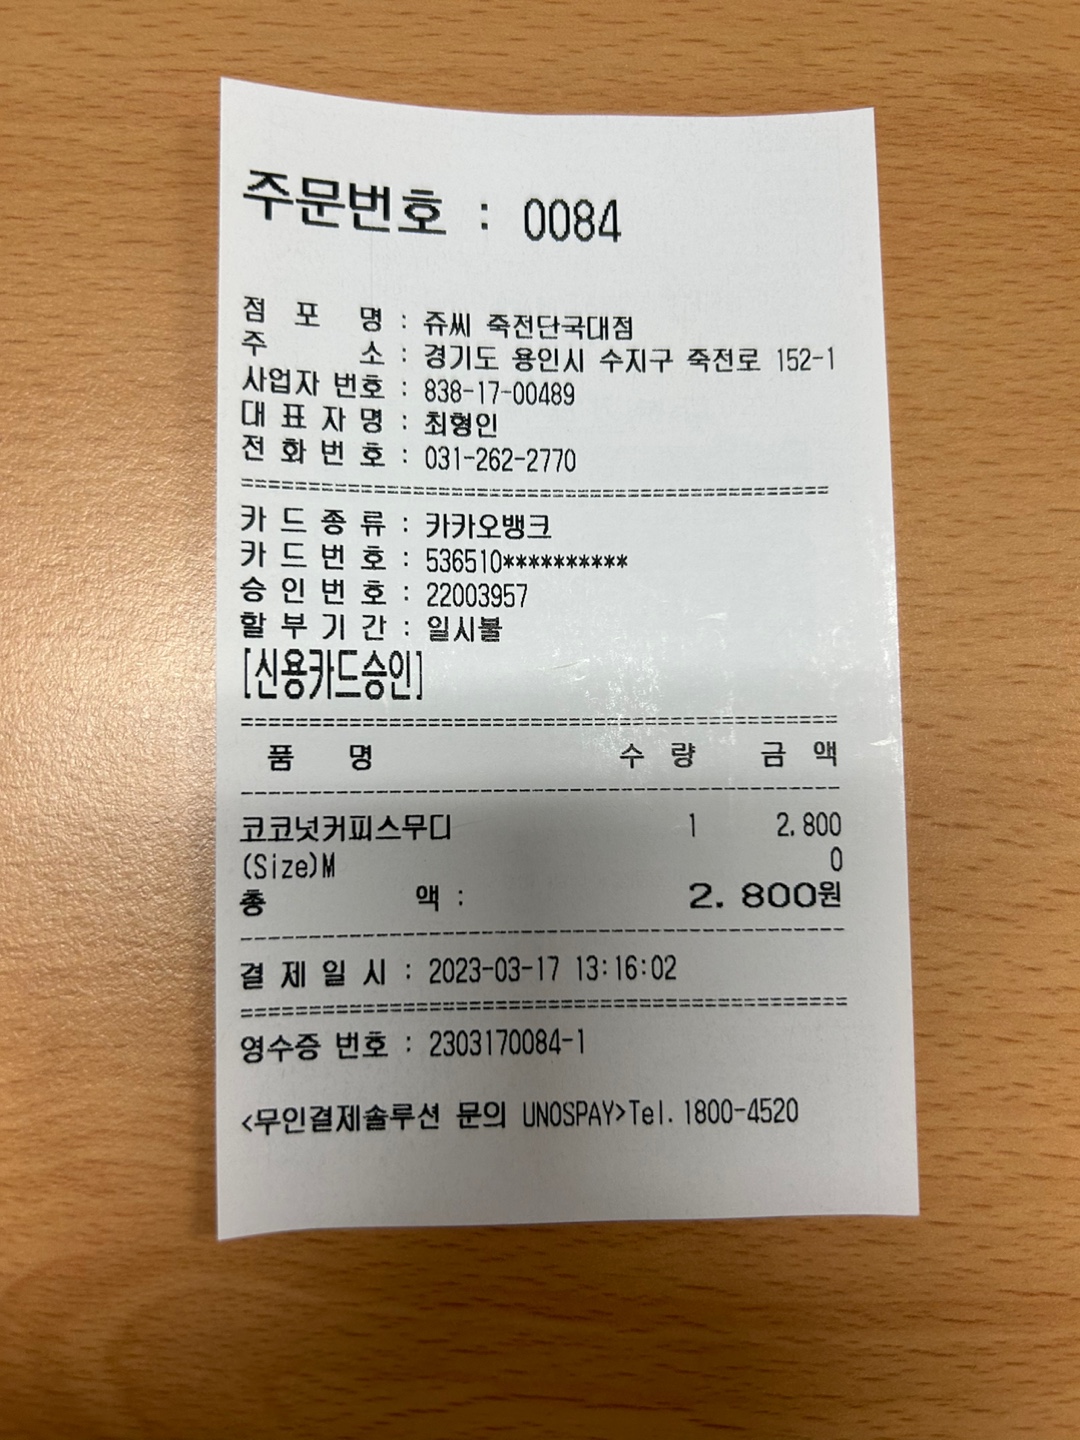 주문번호 : 0084
점 포 명 : 쥬씨 죽전단국대점
주 소 : 경기도 용인시 수지구 죽전로 152-1
사업자 번호 : 838-17-00489
대 표 자 명 : 최형인
전 화 번 호 : 031-262-2770
===========================================
카 드 종 류 : 카카오뱅크
카 드 번 호 : 536510**********
승 인 번 호 : 22003957
할 부 기 간 : 일시불
[신용카드승인]
===========================================
품 명 수 량 금 액
-------------------------------------------
코코넛커피스무디 1 2,800
(Size)M 0
총 액 : 2,800원
-------------------------------------------
결 제 일 시 : 2023-03-17 13:16:02
===========================================
영수증 번호 : 2303170084-1
<무인결제솔루션 문의 UNOSPAY>Tel.1800-4520